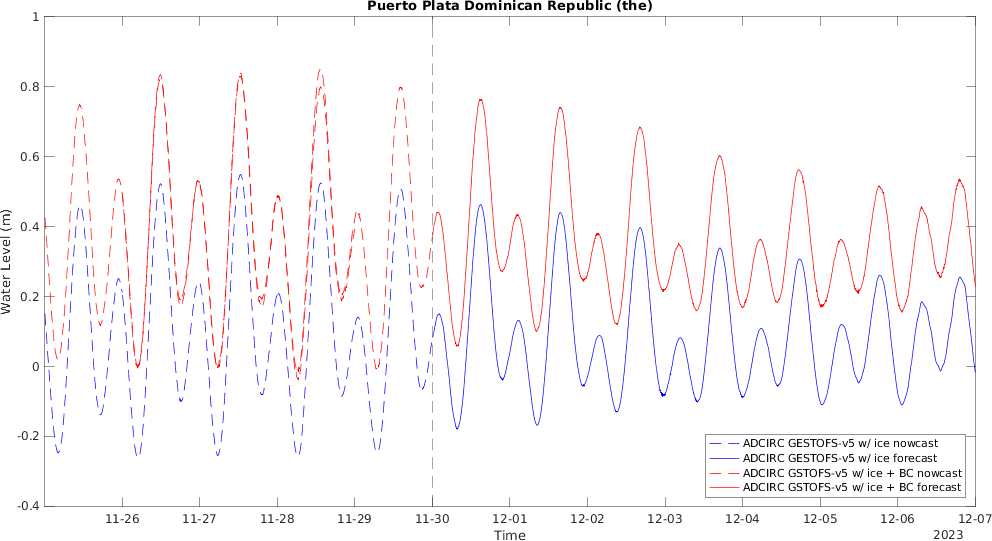 Puerto Plata Dominican Republic (the)
Water Level (m)
1
0.8
0.6
0.4
0.2
0
-0.2
-0.4
ADCIRC GESTOFS-v5 w/ ice nowcast
ADCIRC GESTOFS-v5 w/ ice forecast
ADCIRC GSTOFS-v5 w/ ice + BC nowcast
ADCIRC GSTOFS-v5 w/ ice + BC forecast
11-26 11-27 11-28 11-29 11-30 12-01 12-02 12-03 12-04 12-05 12-06 12-07
Time
2023